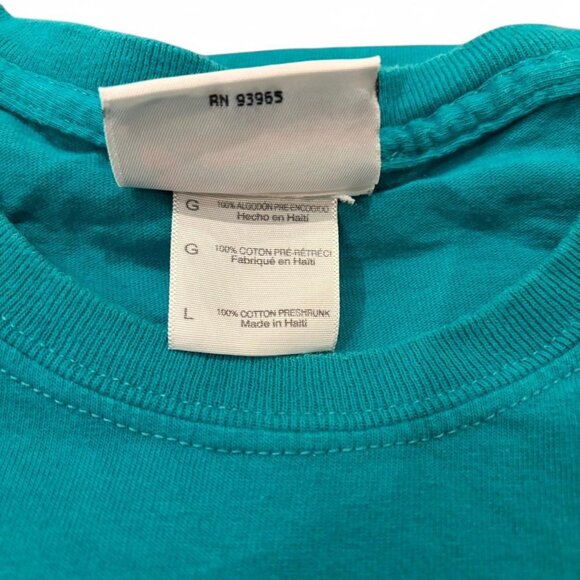 RN 93965
G 100% ALGODÓN PRE-ENCOGIDO
Hecho en Haití
G 100% COTON PRÉ-RÉTRÉCI
Fabriqué en Haïti
L 100% COTTON PRESHRUNK
Made in Haiti